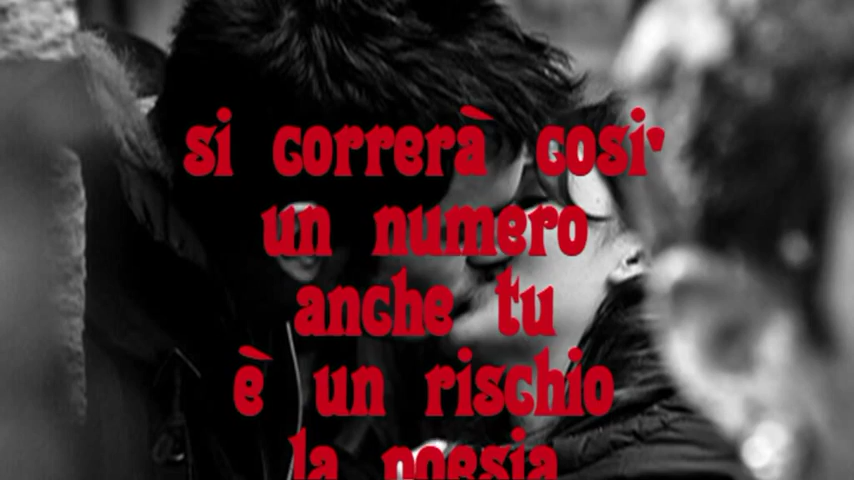 si correrà cosi'
un numero
anche tu
è un rischio
la poesia